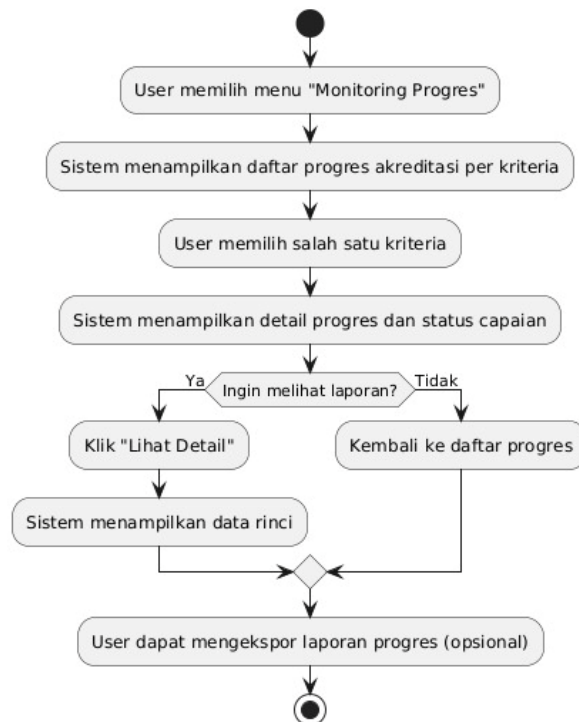 User memilih menu "Monitoring Progres"
Sistem menampilkan daftar progres akreditasi per kriteria
User memilih salah satu kriteria
Sistem menampilkan detail progres dan status capaian
Ya
Ingin melihat laporan?
Tidak
Klik "Lihat Detail"
Kembali ke daftar progres
Sistem menampilkan data rinci
User dapat mengekspor laporan progres (opsional)